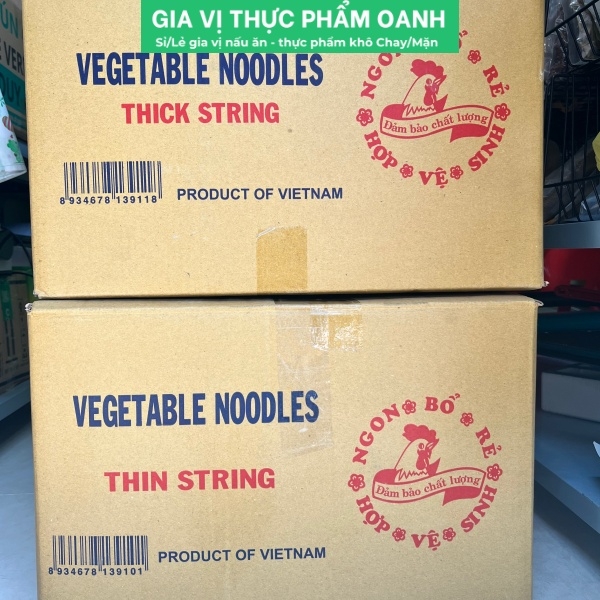 GIA VỊ THỰC PHẨM OANH
Sỉ/Lẻ gia vị nấu ăn - thực phẩm khô Chay/Mặn
VEGETABLE NOODLES
THICK STRING
8 934678 139118
PRODUCT OF VIETNAM
NGON BỔ RẺ
Đảm bảo chất lượng
HỢP VỆ SINH
VEGETABLE NOODLES
THIN STRING
8 934678 139101
PRODUCT OF VIETNAM
NGON BỔ RẺ
Đảm bảo chất lượng
HỢP VỆ SINH